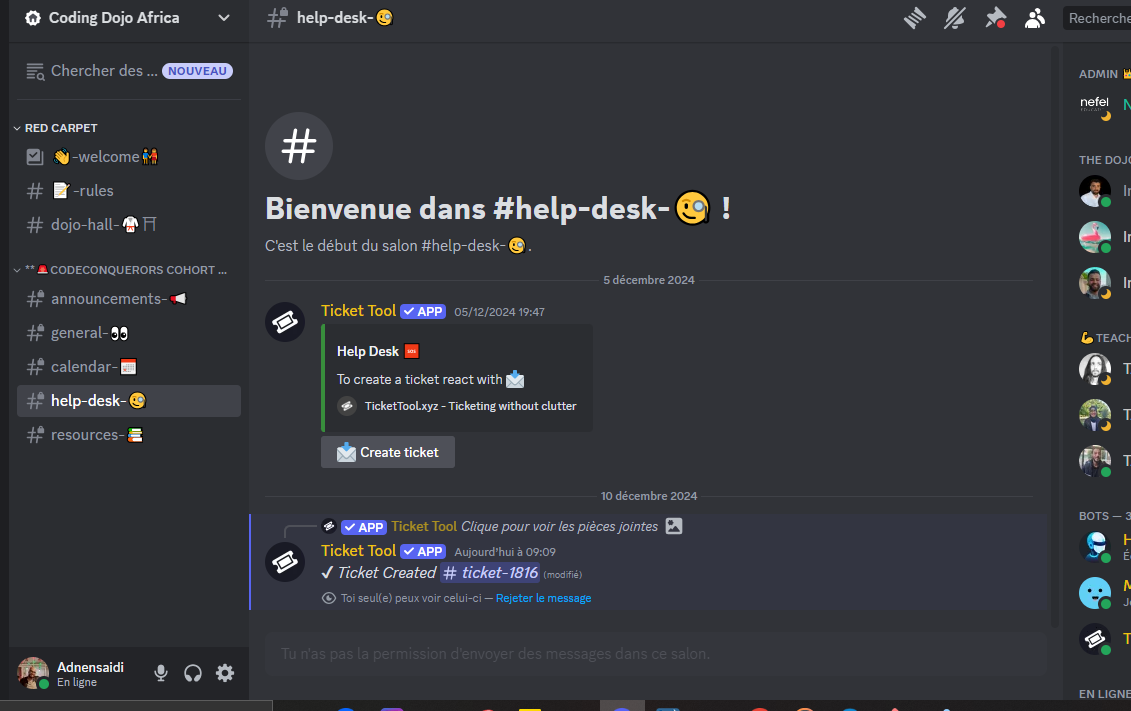 Coding Dojo Africa
help-desk-
Recherche
Chercher des ... NOUVEAU
RED CARPET
-welcome
-rules
dojo-hall-
**CODECONQUERORS COHORT ...
announcements-
general-
calendar-
help-desk-
resources-
Adnensaidi
En ligne
Bienvenue dans #help-desk- !
C'est le début du salon #help-desk- .
5 décembre 2024
Ticket Tool APP 05/12/2024 19:47
Help Desk SOS
To create a ticket react with
TicketTool.xyz - Ticketing without clutter
Create ticket
10 décembre 2024
APP Ticket Tool Clique pour voir les pièces jointes
Ticket Tool APP Aujourd'hui à 09:09
✓ Ticket Created # ticket-1816 (modifié)
Toi seul(e) peux voir celui-ci — Rejeter le message
Tu n'as pas la permission d'envoyer des messages dans ce salon.
ADMIN
nefel
N
THE DOJO
In
In
In
TEACH
T
T
T
BOTS — 3
H
M
T
EN LIGNE